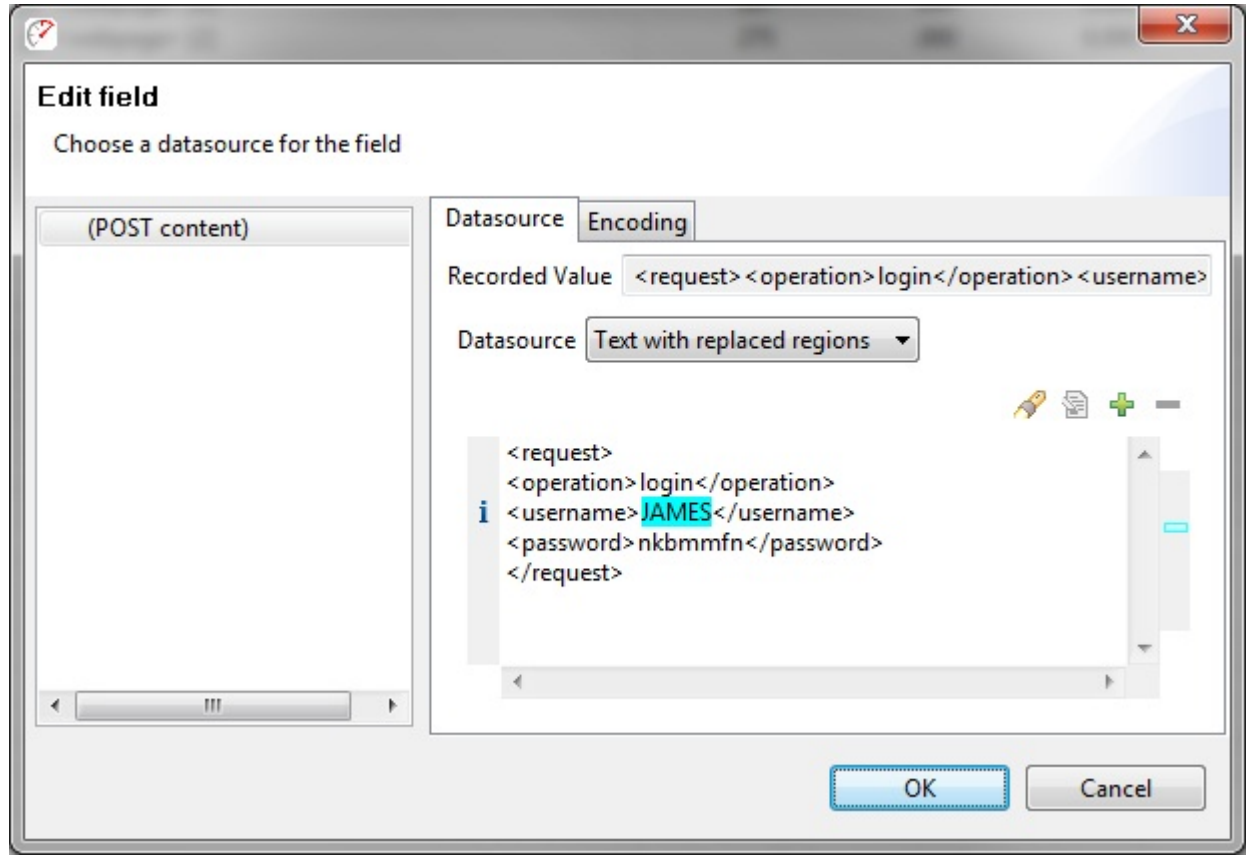 Edit field
Choose a datasource for the field
(POST content)
Datasource Encoding
Recorded Value <request><operation>login</operation><username>
Datasource Text with replaced regions
<request>
<operation>login</operation>
i <username>JAMES</username>
<password>nkbmmfn</password>
</request>
OK Cancel